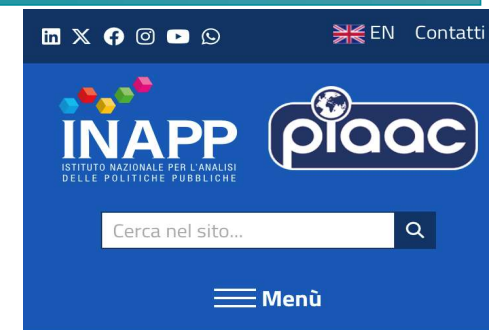 EN Contatti
INAPP
ISTITUTO NAZIONALE PER L'ANALISI
DELLE POLITICHE PUBBLICHE
piaac
Cerca nel sito...
Menù